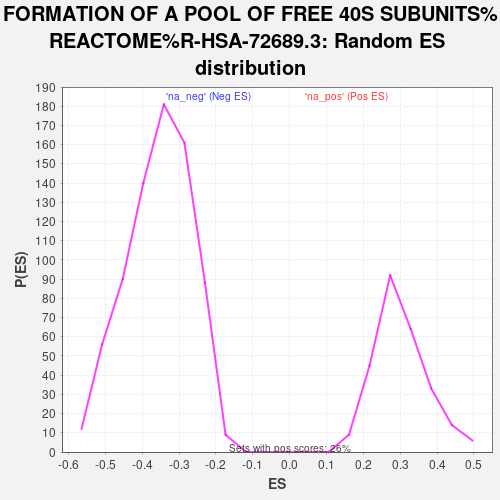 FORMATION OF A POOL OF FREE 40S SUBUNITS%
REACTOME%R-HSA-72689.3: Random ES
distribution
'na_neg' (Neg ES)
'na_pos' (Pos ES)
190
180
170
160
150
140
130
120
110
100
90
80
70
60
50
40
30
20
10
0
P(ES)
Sets with pos scores: 26%
-0.6 -0.5 -0.4 -0.3 -0.2 -0.1 0.0 0.1 0.2 0.3 0.4 0.5
ES